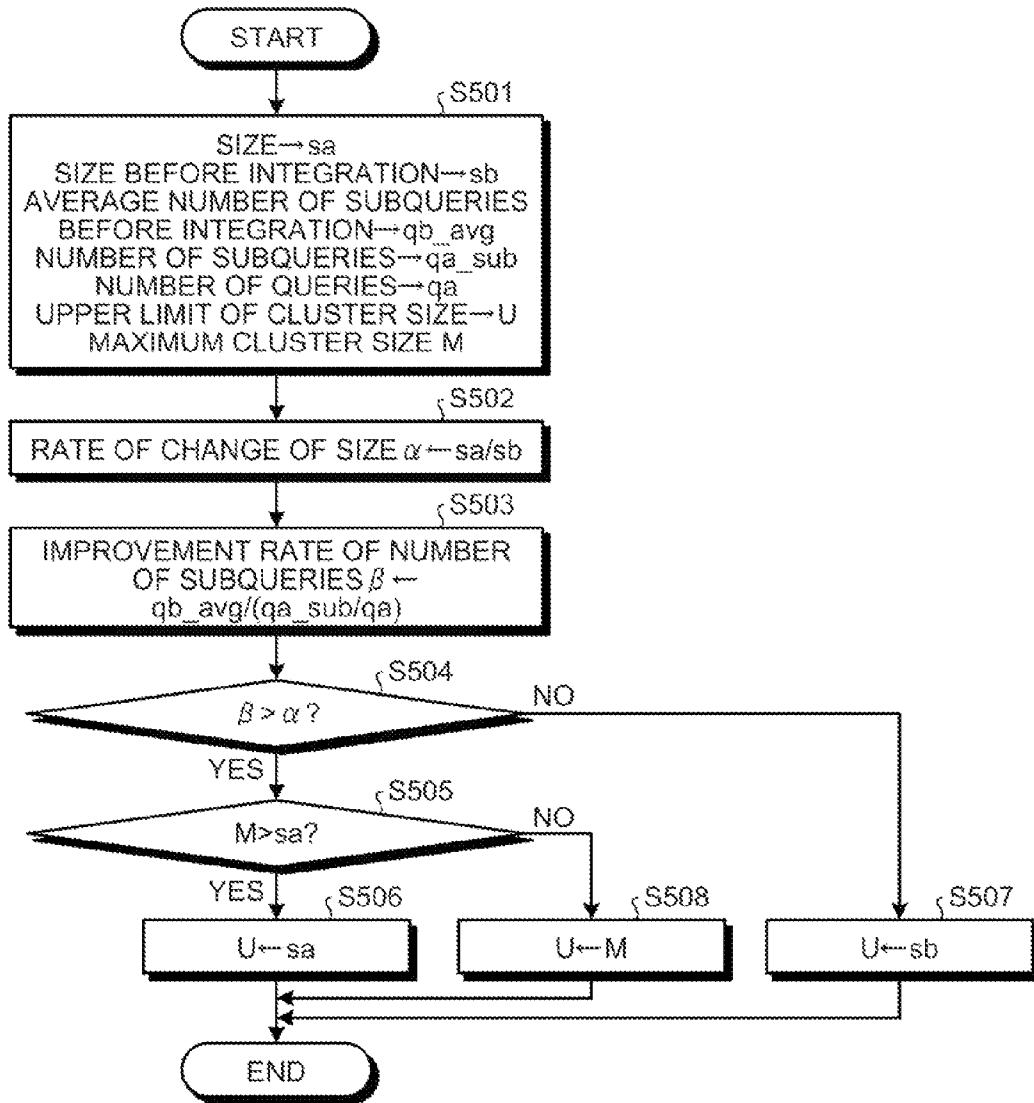 START
S501
SIZE→sa
SIZE BEFORE INTEGRATION→sb
AVERAGE NUMBER OF SUBQUERIES
BEFORE INTEGRATION→qb_avg
NUMBER OF SUBQUERIES→qa_sub
NUMBER OF QUERIES→qa
UPPER LIMIT OF CLUSTER SIZE→U
MAXIMUM CLUSTER SIZE M
S502
RATE OF CHANGE OF SIZE α←sa/sb
S503
IMPROVEMENT RATE OF NUMBER
OF SUBQUERIES β ←
qb_avg/(qa_sub/qa)
S504
β > α ?
NO
YES
S505
M>sa?
NO
YES
S506
U←sa
S508
U←M
S507
U←sb
END